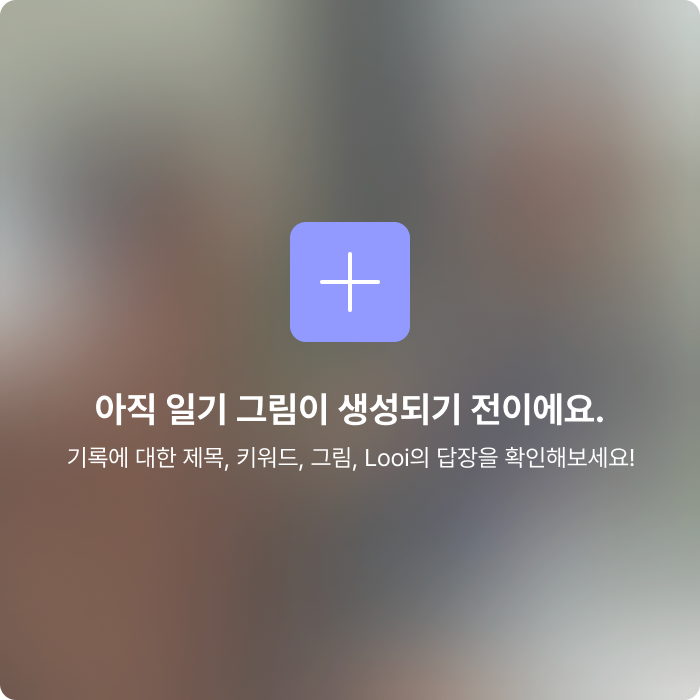 아직 일기 그림이 생성되기 전이에요.
기록에 대한 제목, 키워드, 그림, Looi의 답장을 확인해보세요!